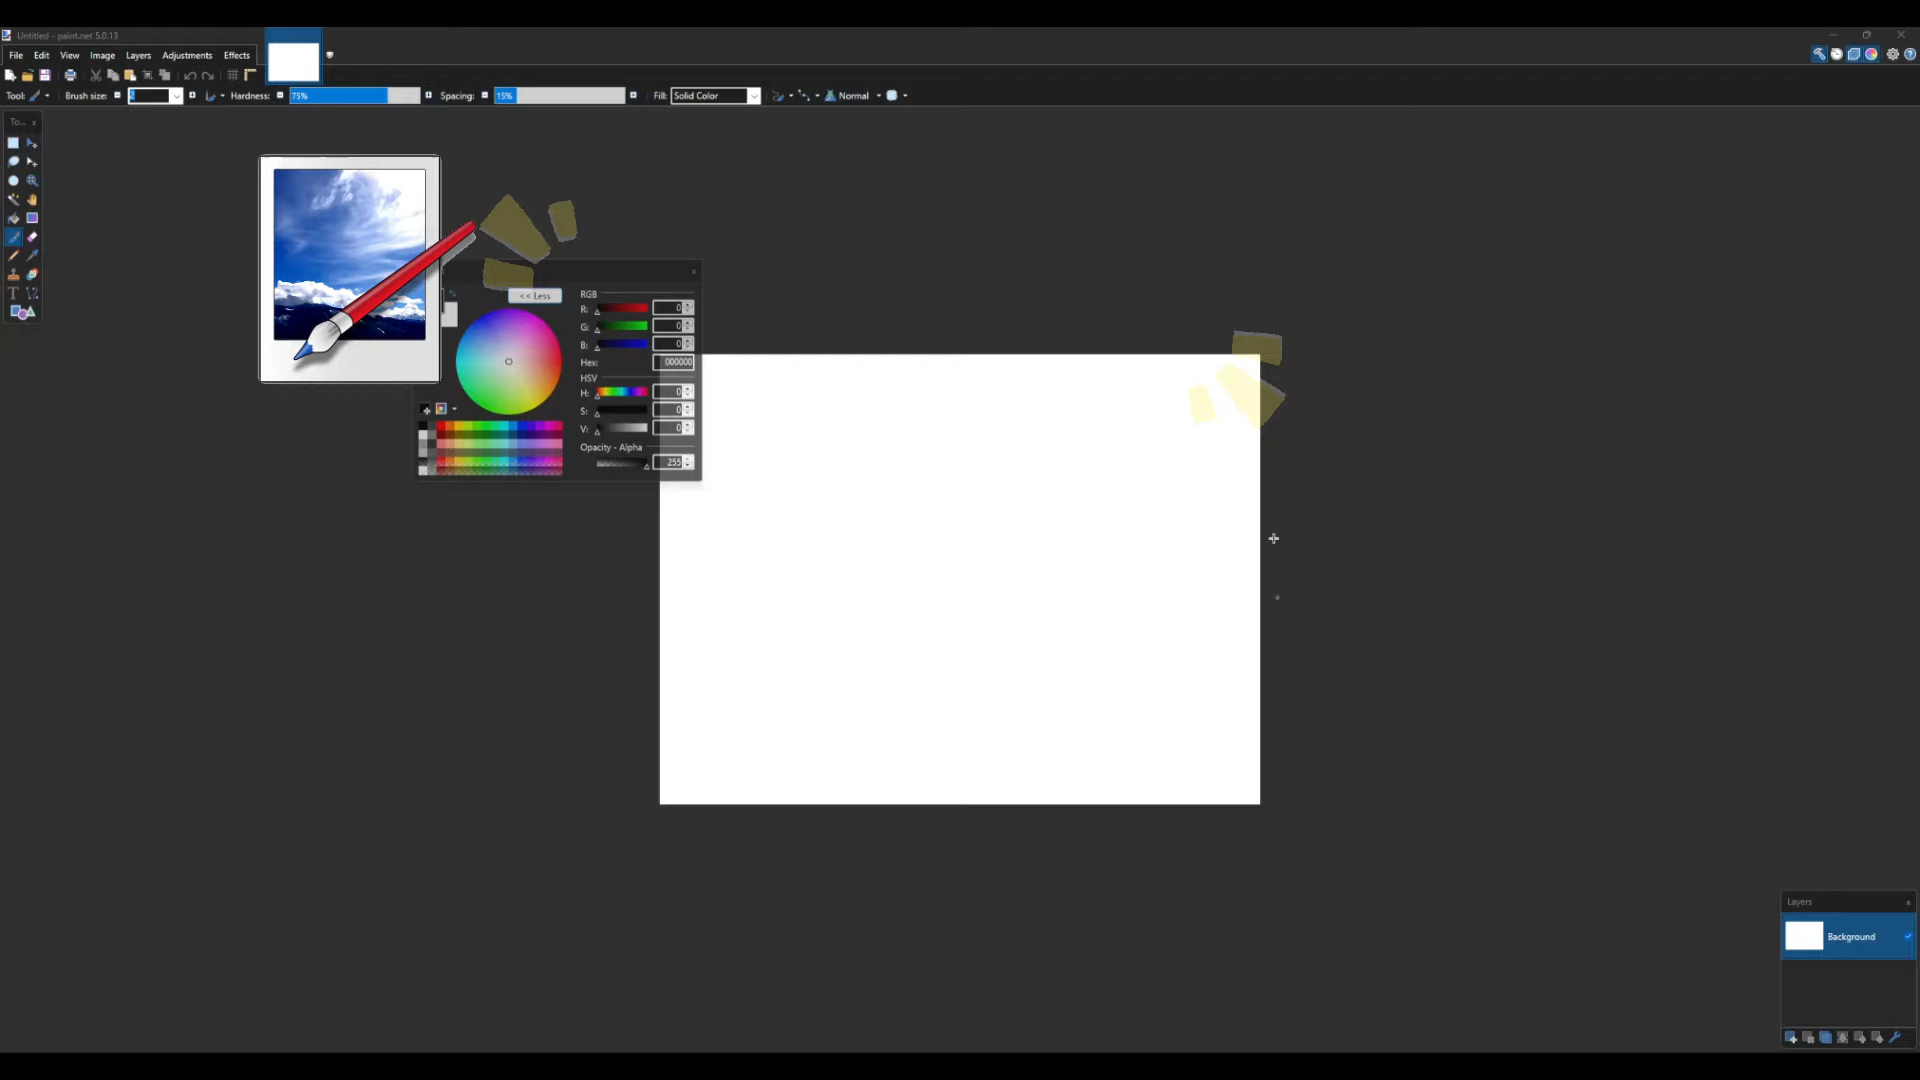 Untitled - paint.net 5.0.13
File Edit View Image Layers Adjustments Effects
Tool: Brush size: 2 Hardness: 75% Spacing: 15% Fill: Solid Color Normal
To...
<< Less
RGB
R: 0
G: 0
B: 0
Hex: 000000
HSV
H: 0
S: 0
V: 0
Opacity - Alpha
255
Layers
Background